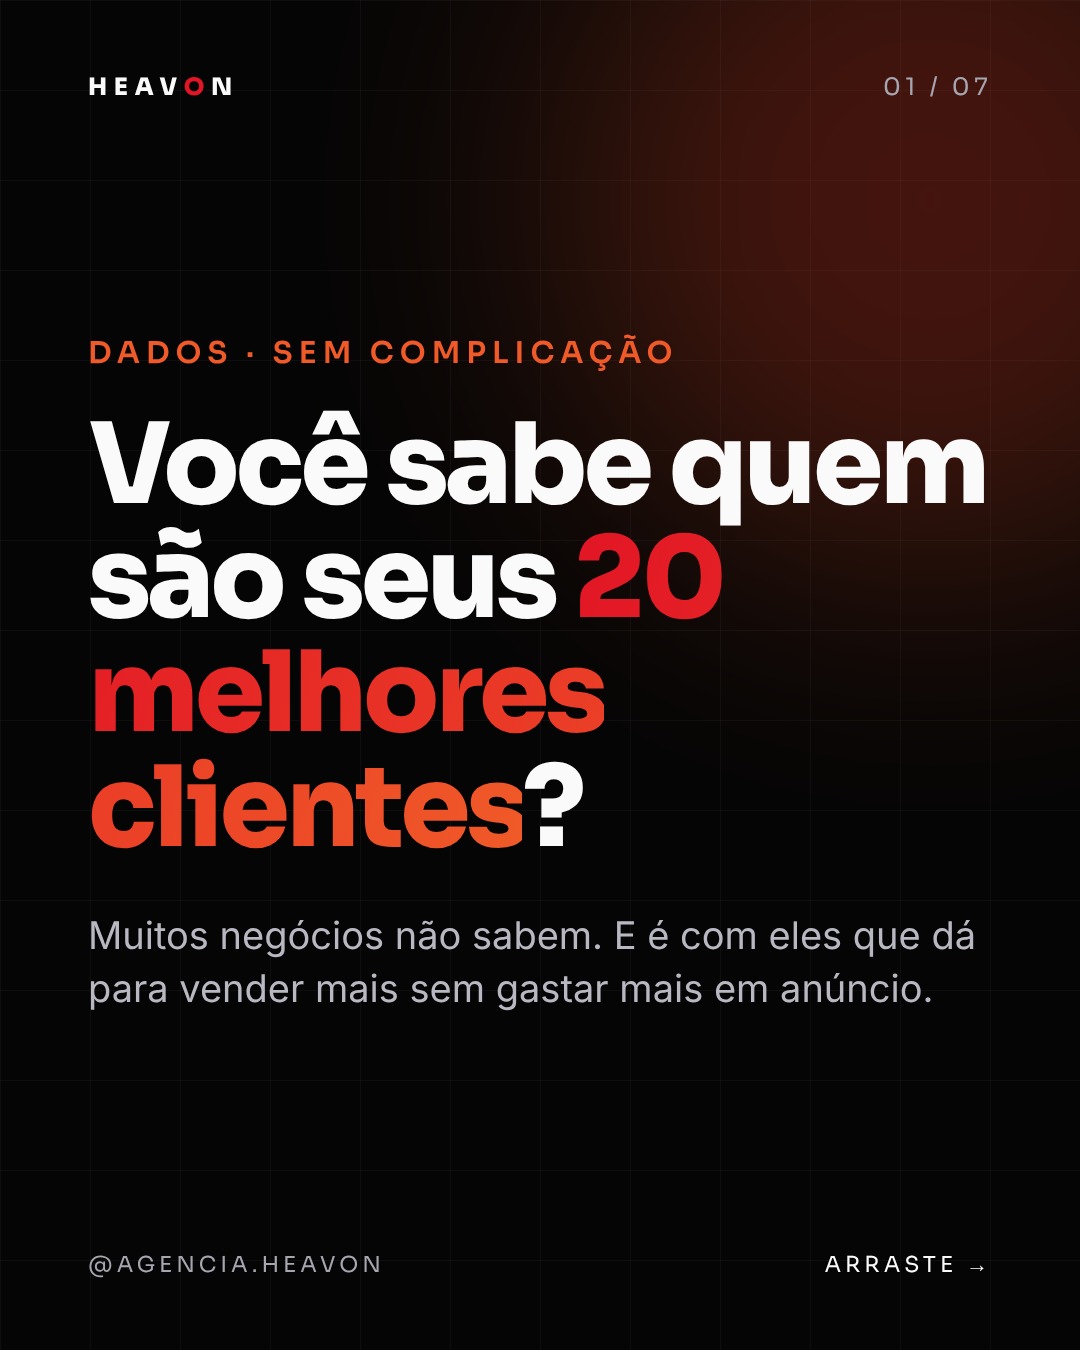 HEAVON
01 / 07
DADOS · SEM COMPLICAÇÃO
Você sabe quem
são seus 20
melhores
clientes?
Muitos negócios não sabem. E é com eles que dá
para vender mais sem gastar mais em anúncio.
@AGENCIA.HEAVON
ARRASTE →